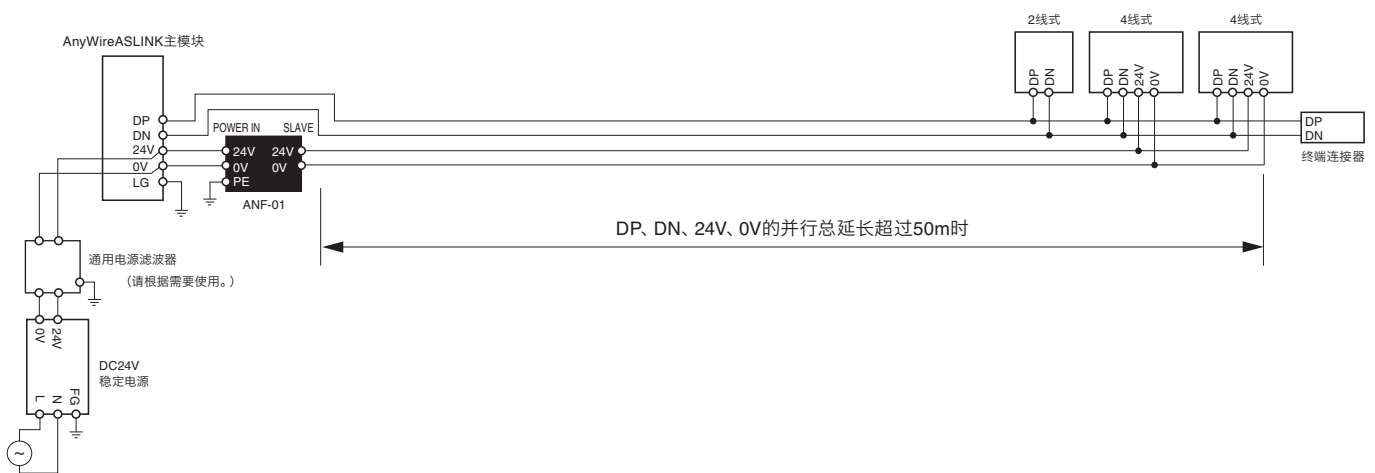 2线式
4线式
4线式
AnyWireASLINK主模块
DP
DN
24V
0V
LG
POWER IN
SLAVE
24V
0V
PE
24V
0V
ANF-01
DP
DN
DP
DN
24V
0V
DP
DN
24V
0V
DP
DN
终端连接器
DP、DN、24V、0V的并行总延长超过50m时
通用电源滤波器
（请根据需要使用。）
0V
24V
DC24V
稳定电源
L
N
FG
~